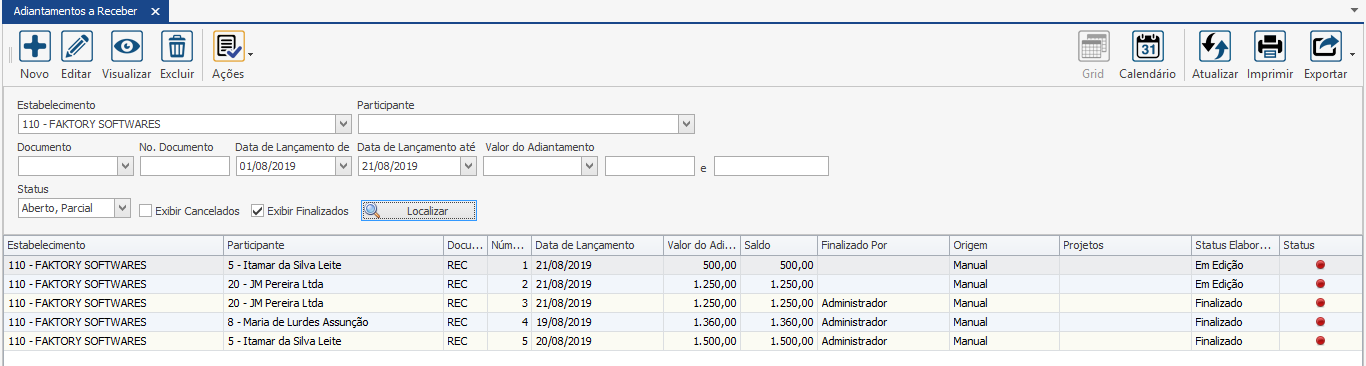 Adiantamentos a Receber
Novo Editar Visualizar Excluir Ações Grid Calendário Atualizar Imprimir Exportar
31
Estabelecimento Participante
110 - FAKTORY SOFTWARES
Documento No. Documento Data de Lançamento de Data de Lançamento até Valor do Adiantamento
01/08/2019 21/08/2019 e
Status
Aberto, Parcial Exibir Cancelados Exibir Finalizados Localizar
Estabelecimento Participante Docu... Núm... Data de Lançamento Valor do Adi... Saldo Finalizado Por Origem Projetos Status Elabor... Status
110 - FAKTORY SOFTWARES 5 - Itamar da Silva Leite REC 1 21/08/2019 500,00 500,00 Manual Em Edição
110 - FAKTORY SOFTWARES 20 - JM Pereira Ltda REC 2 21/08/2019 1.250,00 1.250,00 Manual Em Edição
110 - FAKTORY SOFTWARES 20 - JM Pereira Ltda REC 3 21/08/2019 1.250,00 1.250,00 Administrador Manual Finalizado
110 - FAKTORY SOFTWARES 8 - Maria de Lurdes Assunção REC 4 19/08/2019 1.360,00 1.360,00 Administrador Manual Finalizado
110 - FAKTORY SOFTWARES 5 - Itamar da Silva Leite REC 5 20/08/2019 1.500,00 1.500,00 Administrador Manual Finalizado